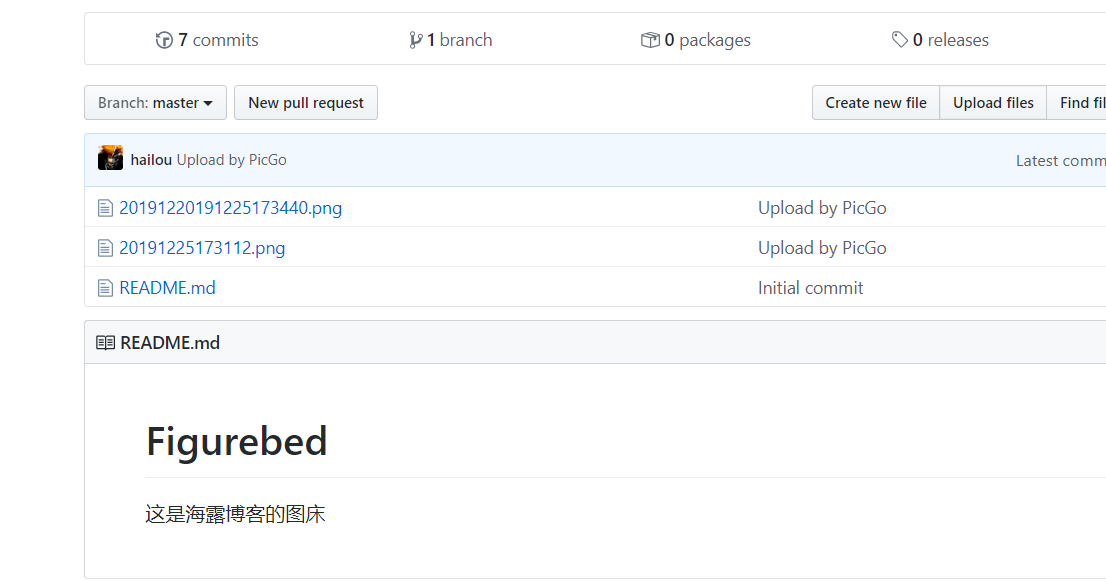 7 commits 1 branch 0 packages 0 releases
Branch: master New pull request Create new file Upload files Find fil
hailou Upload by PicGo Latest comm
20191220191225173440.png Upload by PicGo
20191225173112.png Upload by PicGo
README.md Initial commit
README.md
Figurebed
这是海露博客的图床